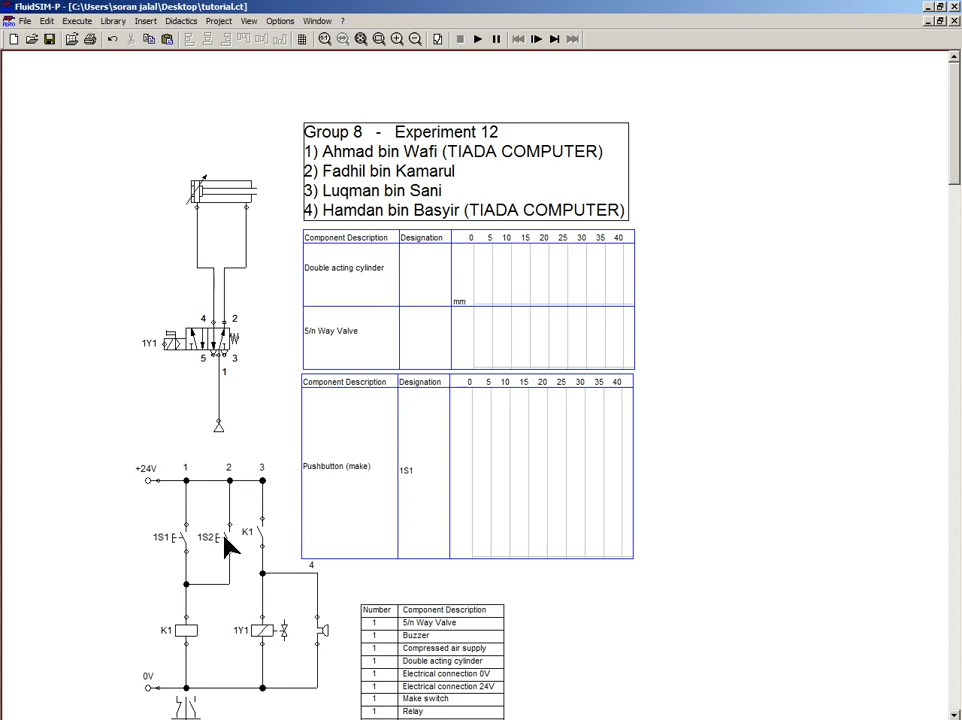 FluidSIM-P - [C:\Users\soran jalal\Desktop\tutorial.ct]
File Edit Execute Library Insert Didactics Project View Options Window ?
Group 8 - Experiment 12
1) Ahmad bin Wafi (TIADA COMPUTER)
2) Fadhil bin Kamarul
3) Luqman bin Sani
4) Hamdan bin Basyir (TIADA COMPUTER)
Component Description Designation 0 5 10 15 20 25 30 35 40
Double acting cylinder
mm
5/n Way Valve
4 2
1Y1
5 3
1
Component Description Designation 0 5 10 15 20 25 30 35 40
Pushbutton (make) 1S1
+24V 1 2 3
1S1 1S2 K1
4
K1 1Y1
0V
Number Component Description
1 5/n Way Valve
1 Buzzer
1 Compressed air supply
1 Double acting cylinder
1 Electrical connection 0V
1 Electrical connection 24V
1 Make switch
1 Relay